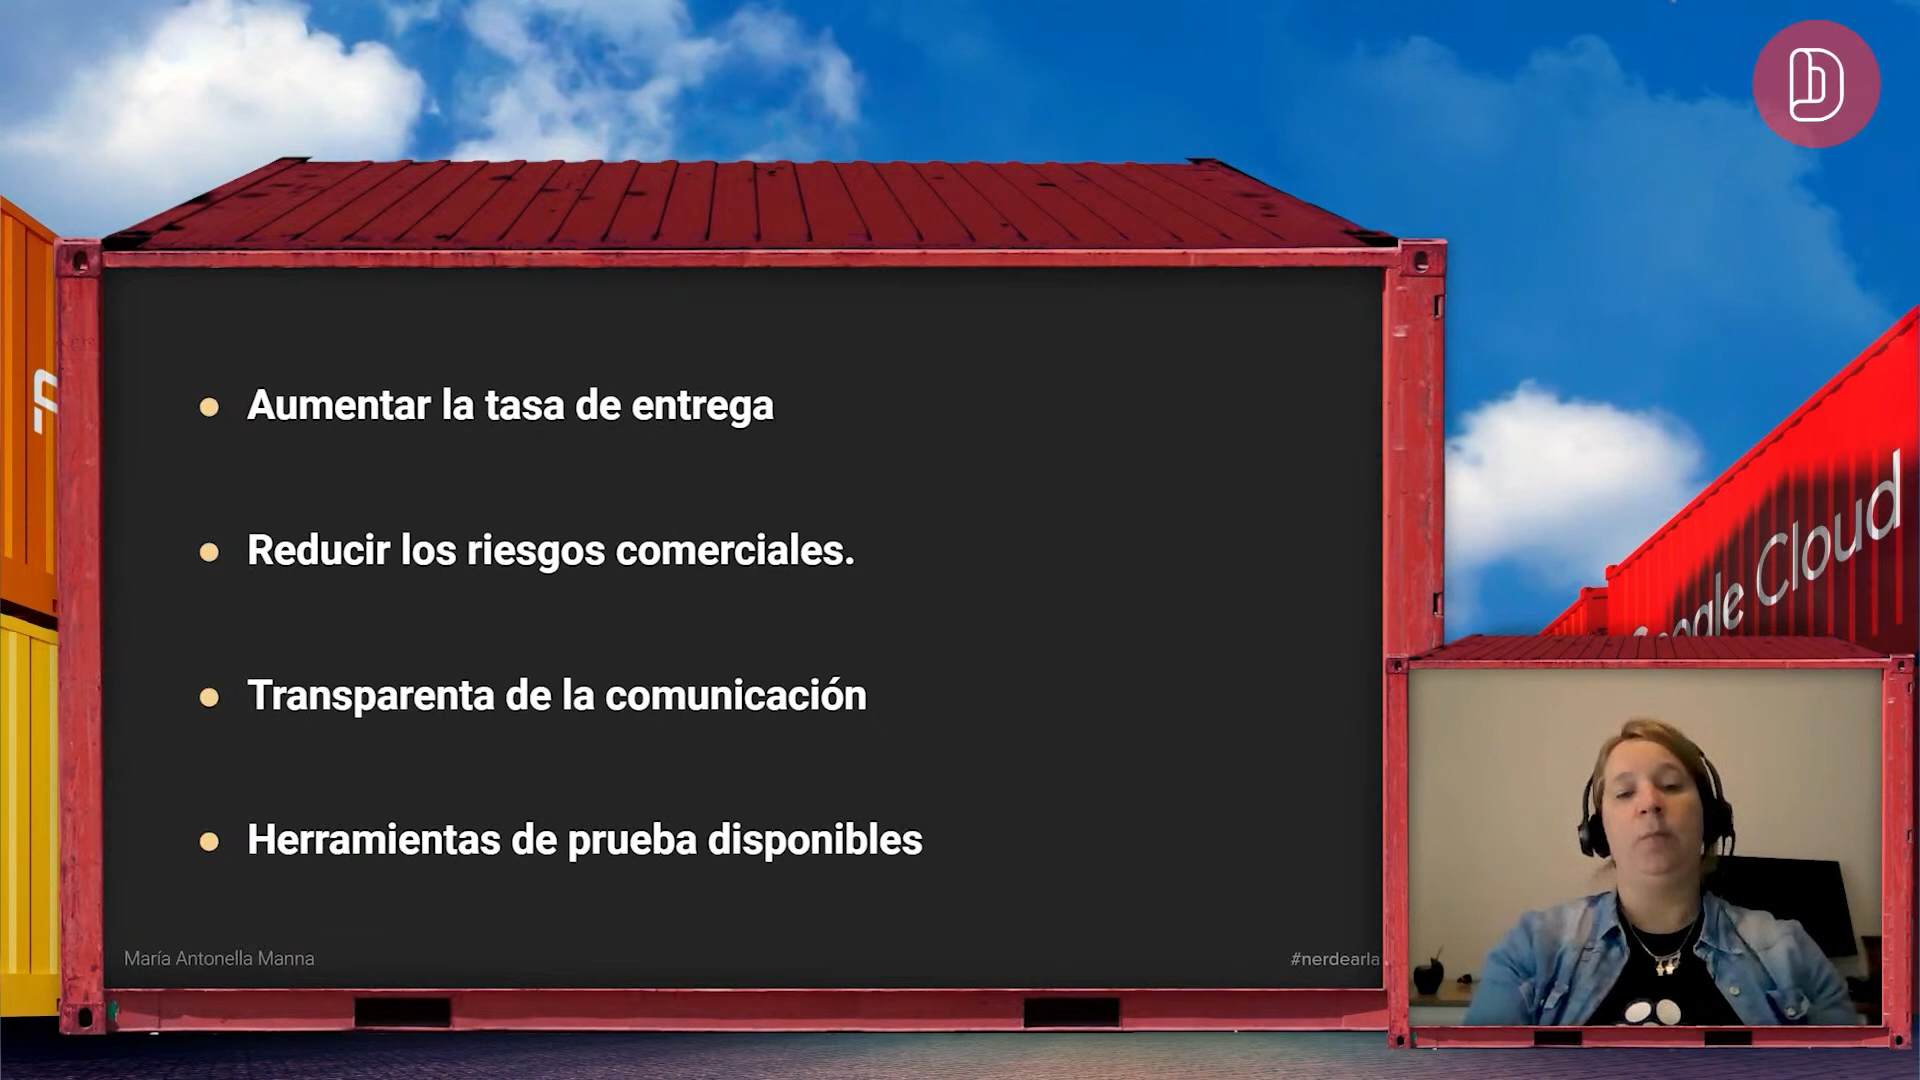 Aumentar la tasa de entrega
Reducir los riesgos comerciales.
Transparenta de la comunicación
Herramientas de prueba disponibles
María Antonella Manna
#nerdearla
Cloud